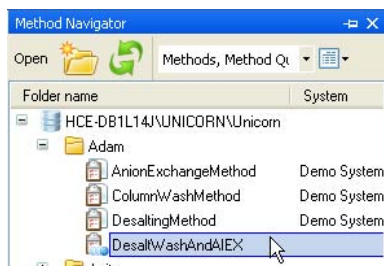 Method Navigator
Open Methods, Method Qu
Folder name System
HCE-DB1L14J\UNICORN\Unicorn
Adam
AnionExchangeMethod Demo System
ColumnWashMethod Demo System
DesaltingMethod Demo System
DesaltWashAndAIEX